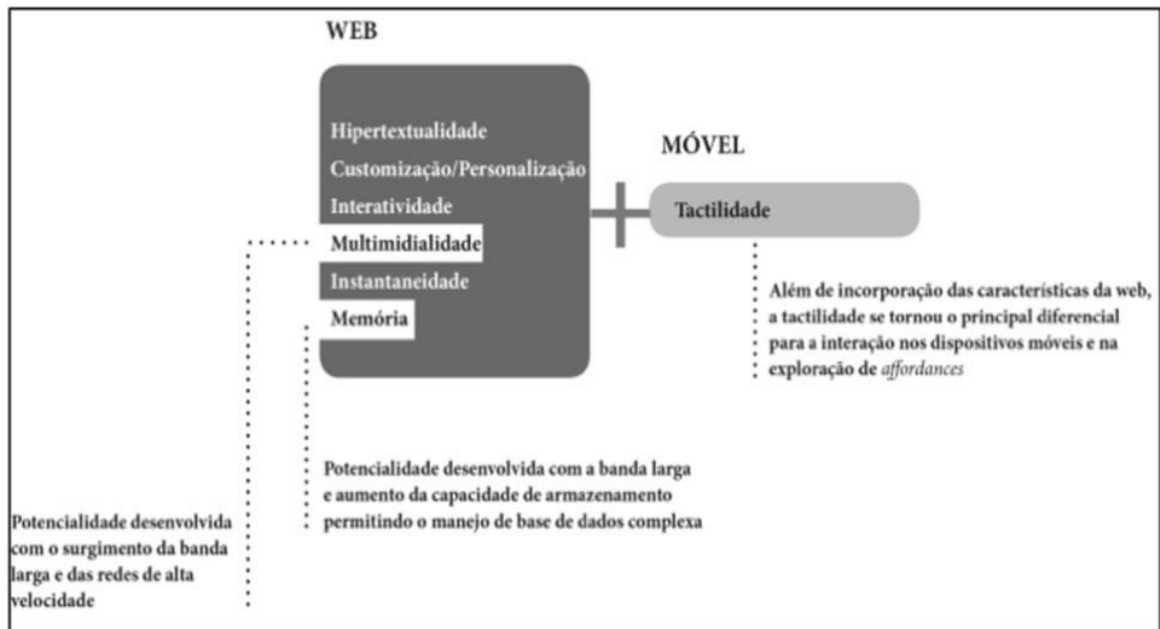 WEB
Hipertextualidade
Customização/Personalização
Interatividade
Multimidialidade
Instantaneidade
Memória
MÓVEL
Tactilidade
Além de incorporação das características da web,
a tactilidade se tornou o principal diferencial
para a interação nos dispositivos móveis e na
exploração de affordances
Potencialidade desenvolvida com a banda larga
e aumento da capacidade de armazenamento
permitindo o manejo de base de dados complexa
Potencialidade desenvolvida
com o surgimento da banda
larga e das redes de alta
velocidade